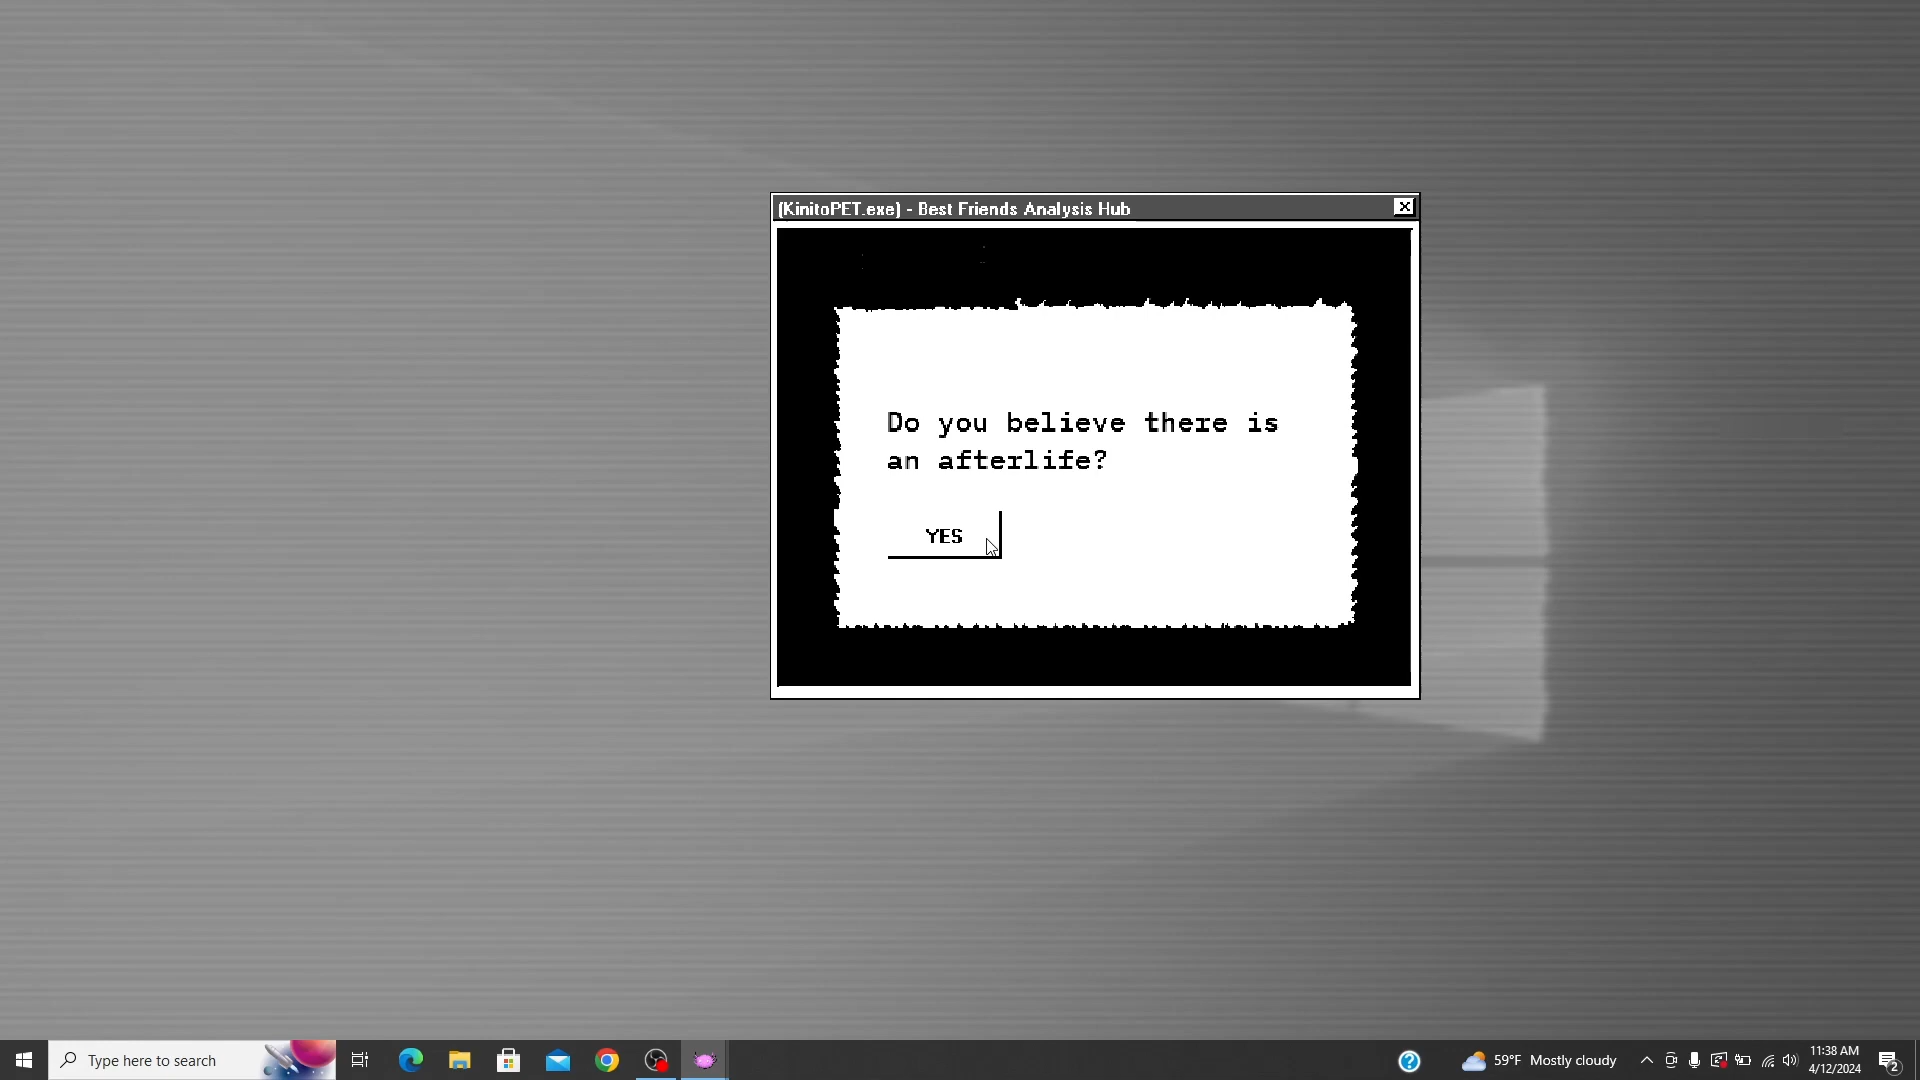 (KinitoPET.exe) - Best Friends Analysis Hub
Do you believe there is
an afterlife?
YES
Type here to search
59°F Mostly cloudy
11:38 AM
4/12/2024
2